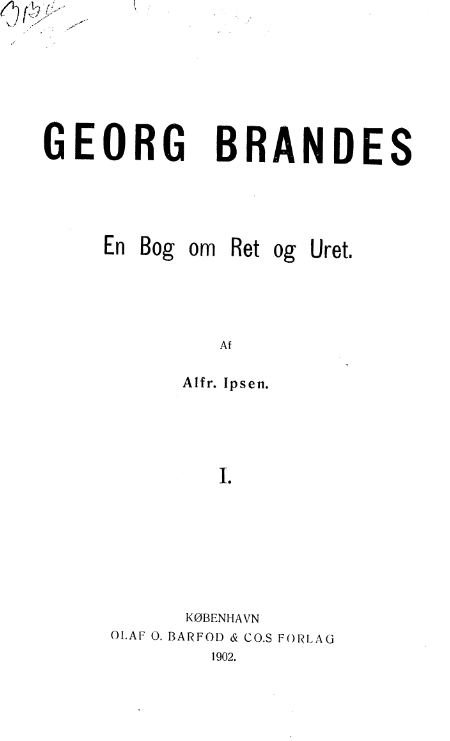 GEORG BRANDES
En Bog om Ret og Uret.
Af
Alfr. Ipsen.
I.
KØBENHAVN
OLAF O. BARFOD & CO.S FORLAG
1902.